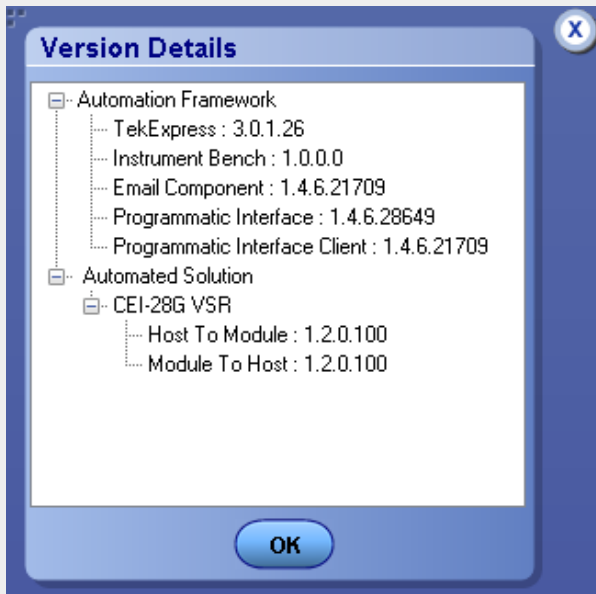 Version Details
X
Automation Framework
TekExpress : 3.0.1.26
Instrument Bench : 1.0.0.0
Email Component : 1.4.6.21709
Programmatic Interface : 1.4.6.28649
Programmatic Interface Client : 1.4.6.21709
Automated Solution
CEI-28G VSR
Host To Module : 1.2.0.100
Module To Host : 1.2.0.100
OK